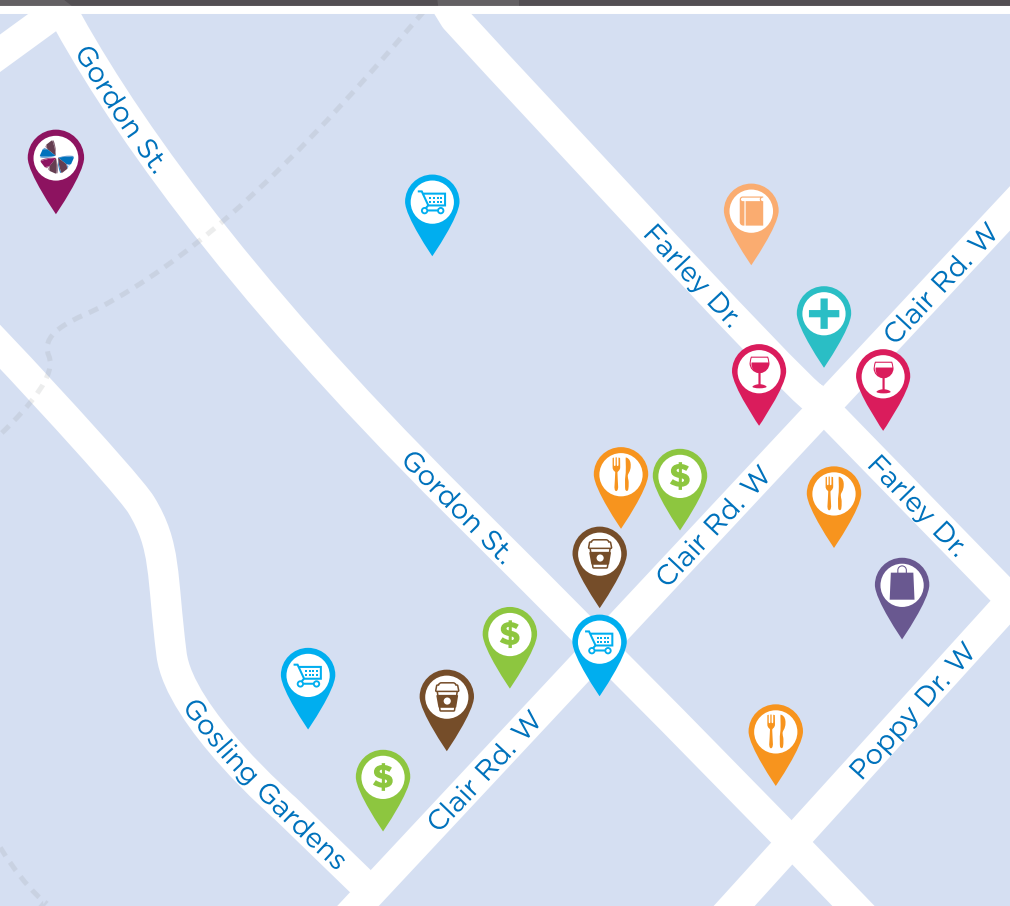 Gordon St.
Farley Dr.
Clair Rd. W
Gordon St.
Clair Rd. W
Farley Dr.
$
$
$
Gosling Gardens
Clair Rd. W
Poppy Dr. W